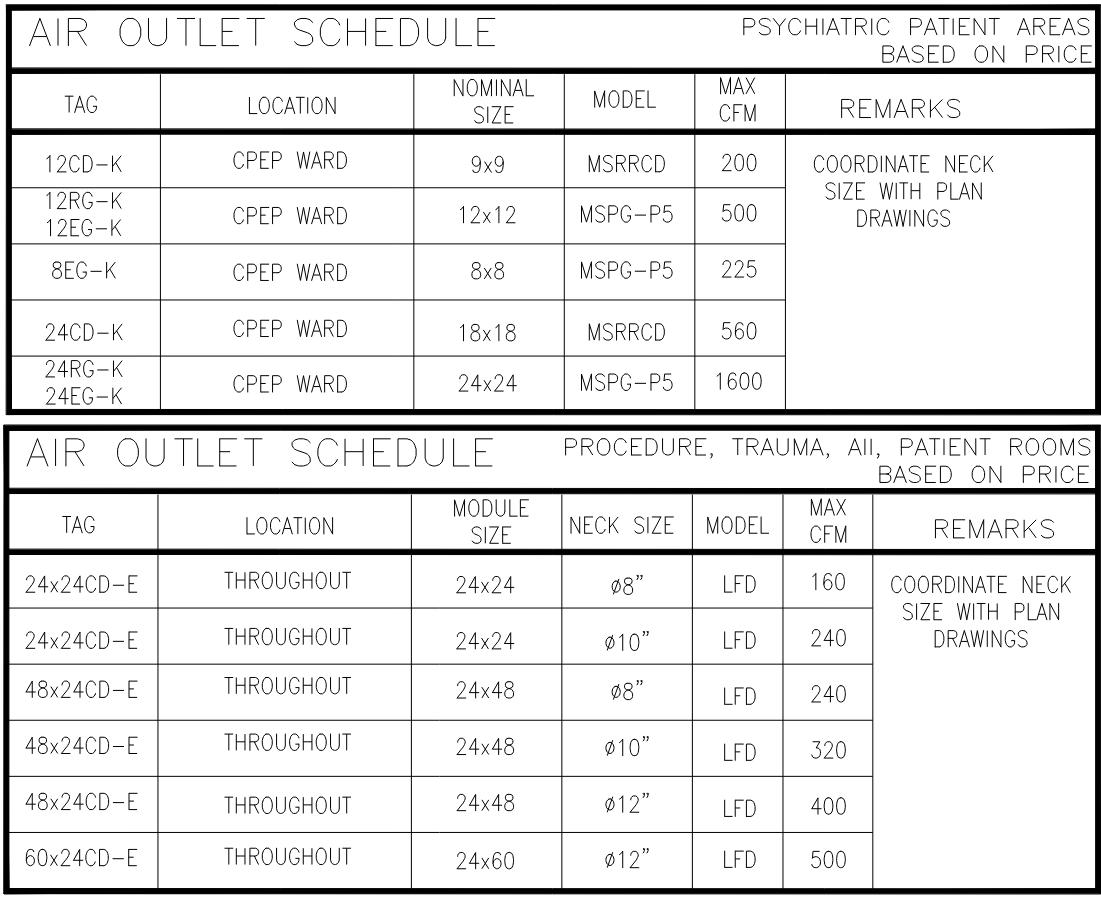 AIR OUTLET SCHEDULE PSYCHIATRIC PATIENT AREAS
BASED ON PRICE
TAG LOCATION NOMINAL SIZE MODEL MAX CFM REMARKS
12CD-K CPEP WARD 9x9 MSRRCD 200 COORDINATE NECK
SIZE WITH PLAN
DRAWINGS
12RG-K
12EG-K CPEP WARD 12x12 MSPG-P5 500
8EG-K CPEP WARD 8x8 MSPG-P5 225
24CD-K CPEP WARD 18x18 MSRRCD 560
24RG-K
24EG-K CPEP WARD 24x24 MSPG-P5 1600
AIR OUTLET SCHEDULE PROCEDURE, TRAUMA, AII, PATIENT ROOMS
BASED ON PRICE
TAG LOCATION MODULE SIZE NECK SIZE MODEL MAX CFM REMARKS
24x24CD-E THROUGHOUT 24x24 ø8" LFD 160 COORDINATE NECK
SIZE WITH PLAN
DRAWINGS
24x24CD-E THROUGHOUT 24x24 ø10" LFD 240
48x24CD-E THROUGHOUT 24x48 ø8" LFD 240
48x24CD-E THROUGHOUT 24x48 ø10" LFD 320
48x24CD-E THROUGHOUT 24x48 ø12" LFD 400
60x24CD-E THROUGHOUT 24x60 ø12" LFD 500